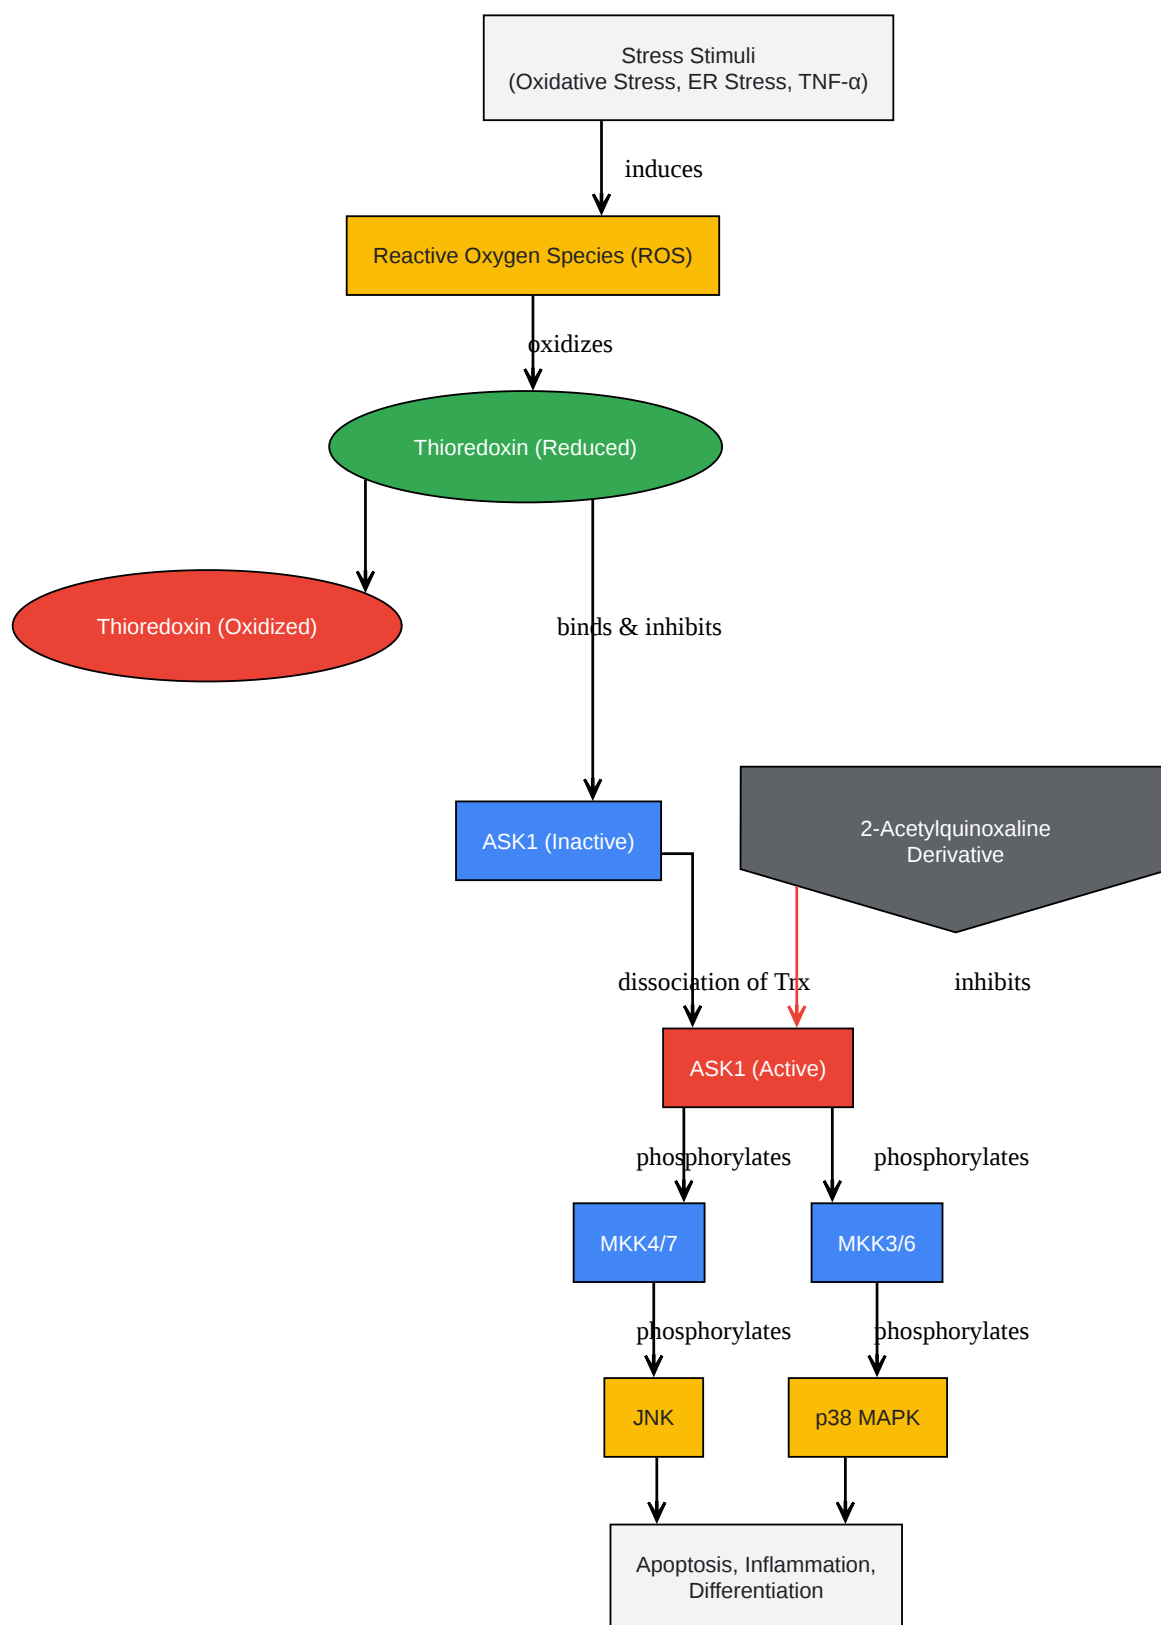 Stress Stimuli
(Oxidative Stress, ER Stress, TNF-α)
induces
Reactive Oxygen Species (ROS)
oxidizes
Thioredoxin (Reduced)
Thioredoxin (Oxidized)
binds & inhibits
ASK1 (Inactive)
2-Acetylquinoxaline
Derivative
dissociation of Trx
inhibits
ASK1 (Active)
phosphorylates
phosphorylates
MKK4/7
MKK3/6
phosphorylates
phosphorylates
JNK
p38 MAPK
Apoptosis, Inflammation,
Differentiation